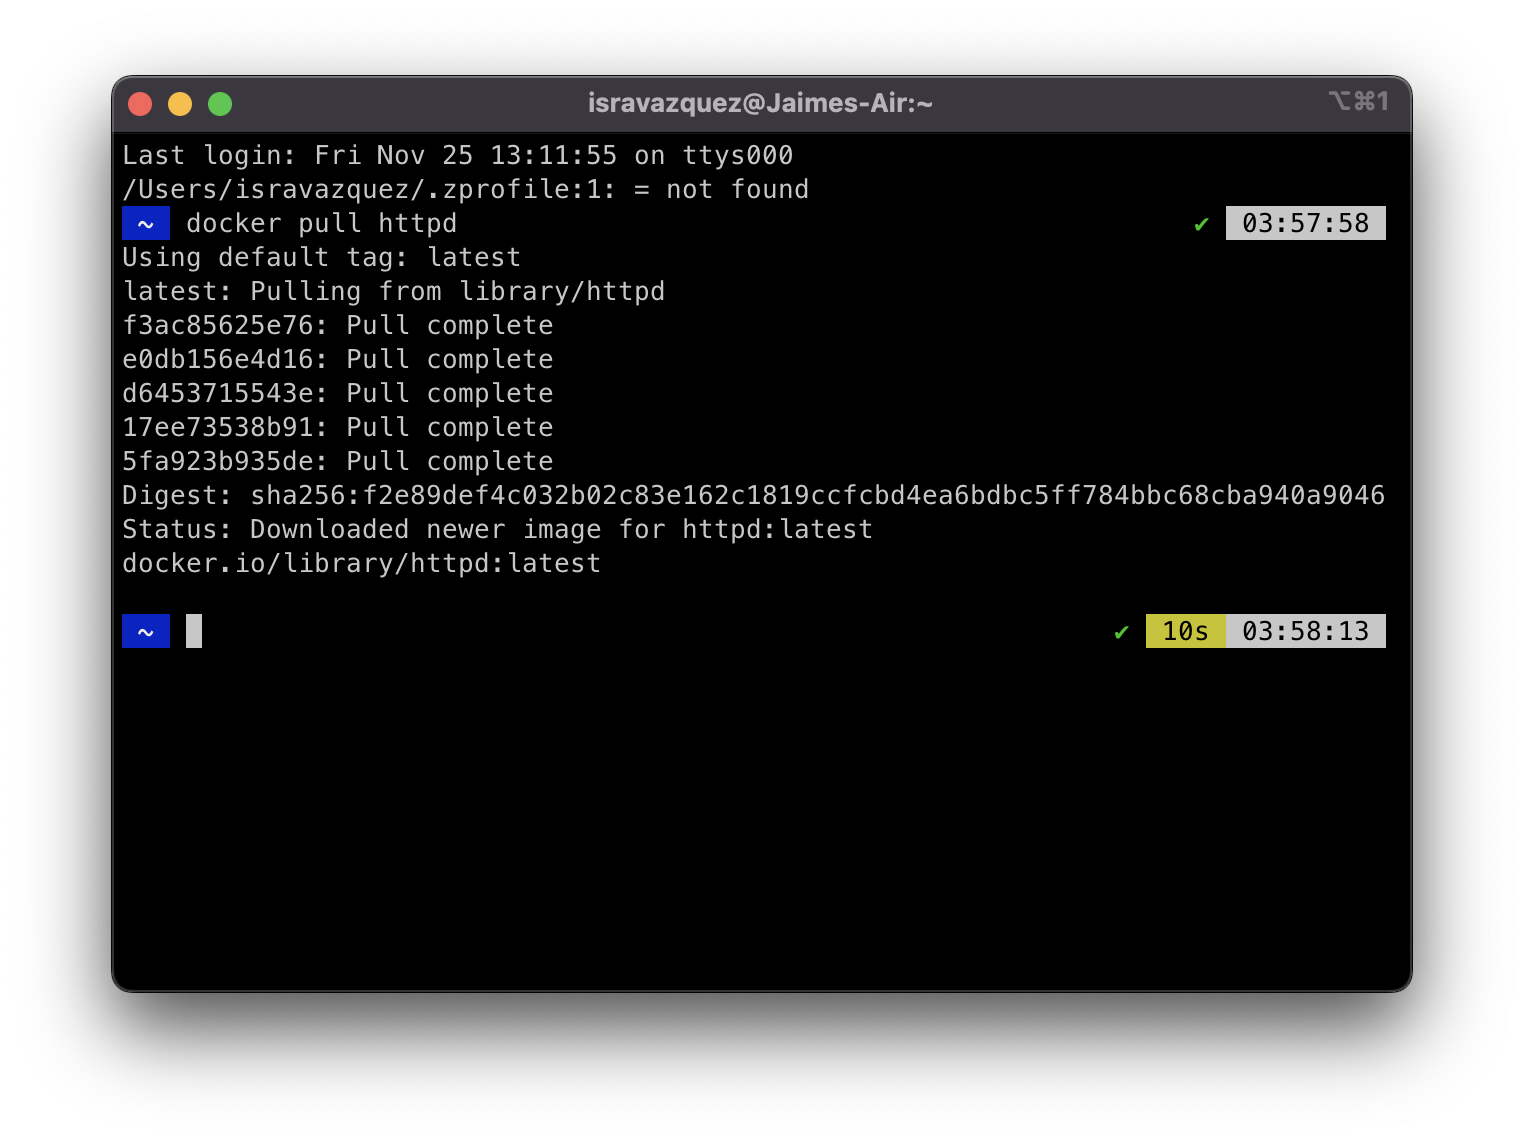 isravazquez@Jaimes-Air:~ ⌥⌘1
Last login: Fri Nov 25 13:11:55 on ttys000
/Users/isravazquez/.zprofile:1: = not found
~ docker pull httpd ✔ 03:57:58
Using default tag: latest
latest: Pulling from library/httpd
f3ac85625e76: Pull complete
e0db156e4d16: Pull complete
d6453715543e: Pull complete
17ee73538b91: Pull complete
5fa923b935de: Pull complete
Digest: sha256:f2e89def4c032b02c83e162c1819ccfcbd4ea6bdbc5ff784bbc68cba940a9046
Status: Downloaded newer image for httpd:latest
docker.io/library/httpd:latest
~ ✔ 10s 03:58:13